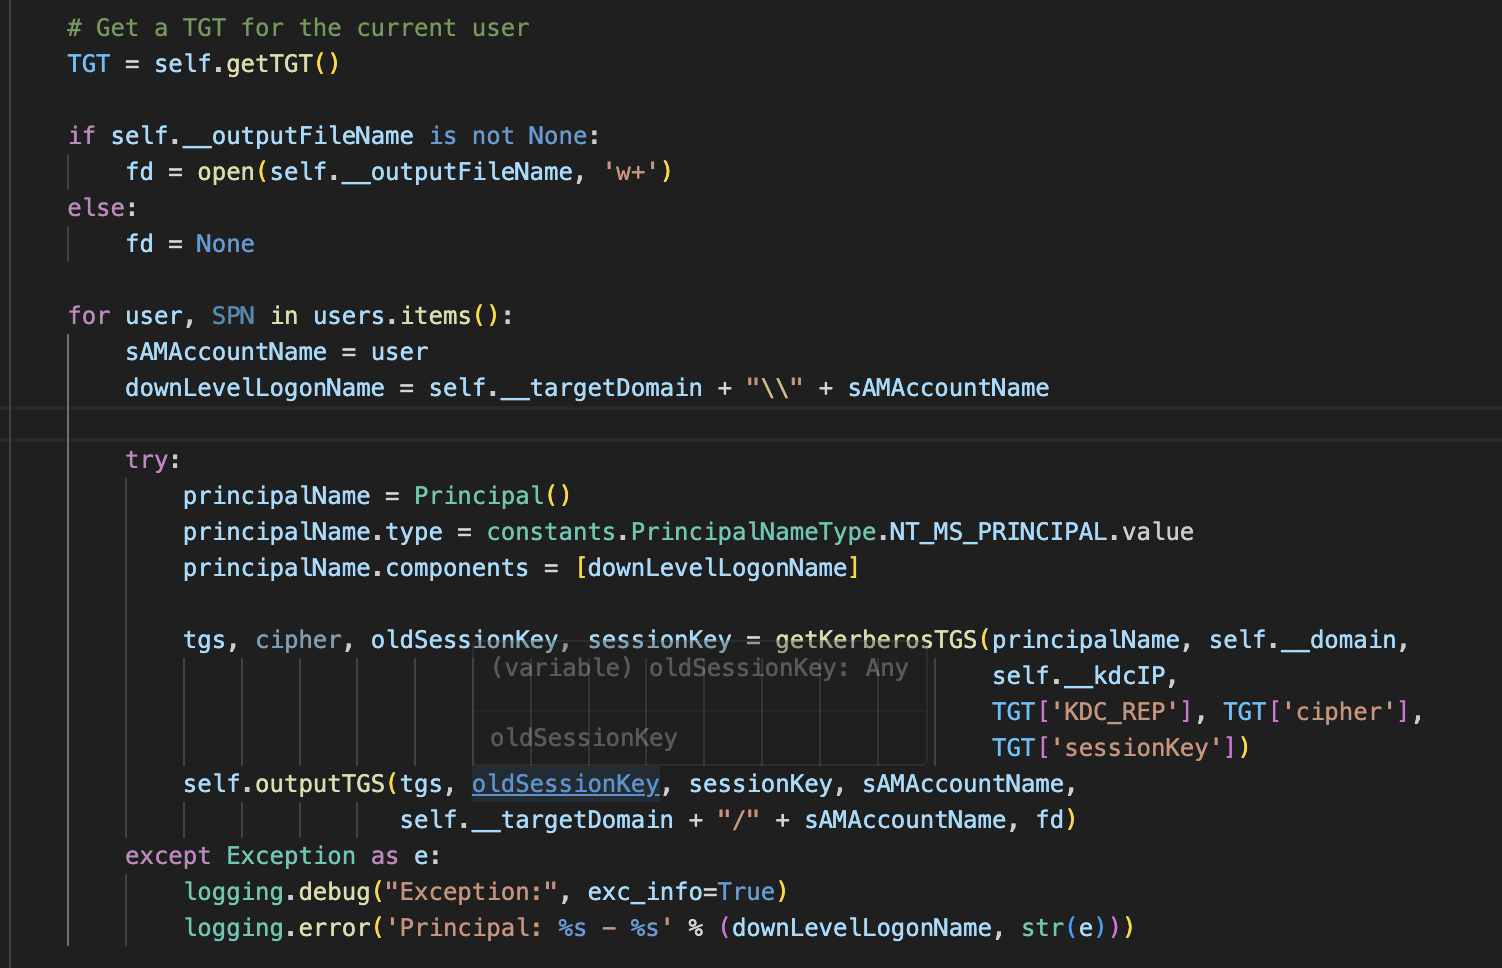 # Get a TGT for the current user
TGT = self.getTGT()
if self.__outputFileName is not None:
fd = open(self.__outputFileName, 'w+')
else:
fd = None
for user, SPN in users.items():
sAMAccountName = user
downLevelLogonName = self.__targetDomain + "\\" + sAMAccountName
try:
principalName = Principal()
principalName.type = constants.PrincipalNameType.NT_MS_PRINCIPAL.value
principalName.components = [downLevelLogonName]
tgs, cipher, oldSessionKey, sessionKey = getKerberosTGS(principalName, self.__domain,
(variable) oldSessionKey: Any
self.__kdcIP,
TGT['KDC_REP'], TGT['cipher'],
oldSessionKey
TGT['sessionKey'])
self.outputTGS(tgs, oldSessionKey, sessionKey, sAMAccountName,
self.__targetDomain + "/" + sAMAccountName, fd)
except Exception as e:
logging.debug("Exception:", exc_info=True)
logging.error('Principal: %s - %s' % (downLevelLogonName, str(e)))